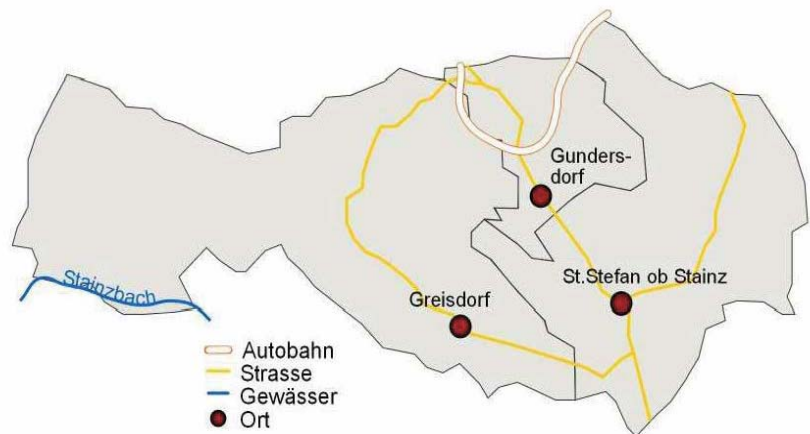 Gunders-
dorf
St.Stefan ob Stainz
Stainzbach
Greisdorf
Autobahn
Strasse
Gewässer
Ort